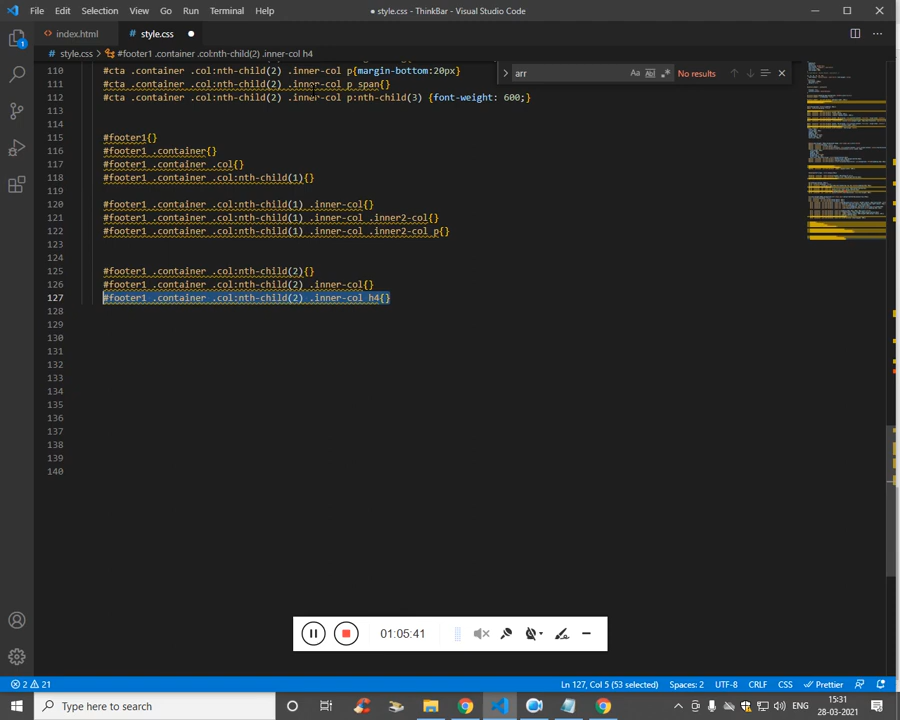 File Edit Selection View Go Run Terminal Help ● style.css - ThinkBar - Visual Studio Code
index.html style.css ●
style.css > #footer1 .container .col:nth-child(2) .inner-col h4
arr Aa No results
110 #cta .container .col:nth-child(2) .inner-col p{margin-bottom:20px}
111 #cta .container .col:nth-child(2) .inner-col p span{}
112 #cta .container .col:nth-child(2) .inner-col p:nth-child(3) {font-weight: 600;}
113
114
115 #footer1{}
116 #footer1 .container{}
117 #footer1 .container .col{}
118 #footer1 .container .col:nth-child(1){}
119
120 #footer1 .container .col:nth-child(1) .inner-col{}
121 #footer1 .container .col:nth-child(1) .inner-col .inner2-col{}
122 #footer1 .container .col:nth-child(1) .inner-col .inner2-col p{}
123
124
125 #footer1 .container .col:nth-child(2){}
126 #footer1 .container .col:nth-child(2) .inner-col{}
127 #footer1 .container .col:nth-child(2) .inner-col h4{}
128
129
130
131
132
133
134
135
136
137
138
139
140
01:05:41
2 21 Ln 127, Col 5 (53 selected) Spaces: 2 UTF-8 CRLF CSS Prettier
Type here to search ENG 15:31
28-03-2021